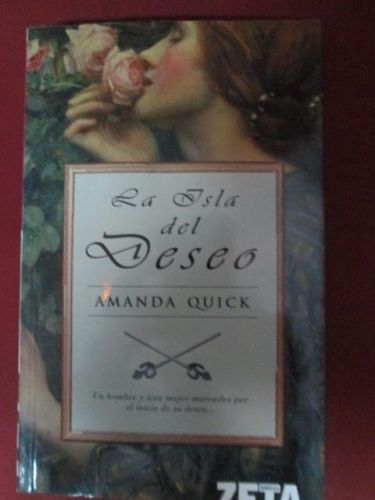 La Isla
del
Deseo
AMANDA QUICK
Un hombre y una mujer marcados por
el inicio de su deseo...
ZETA